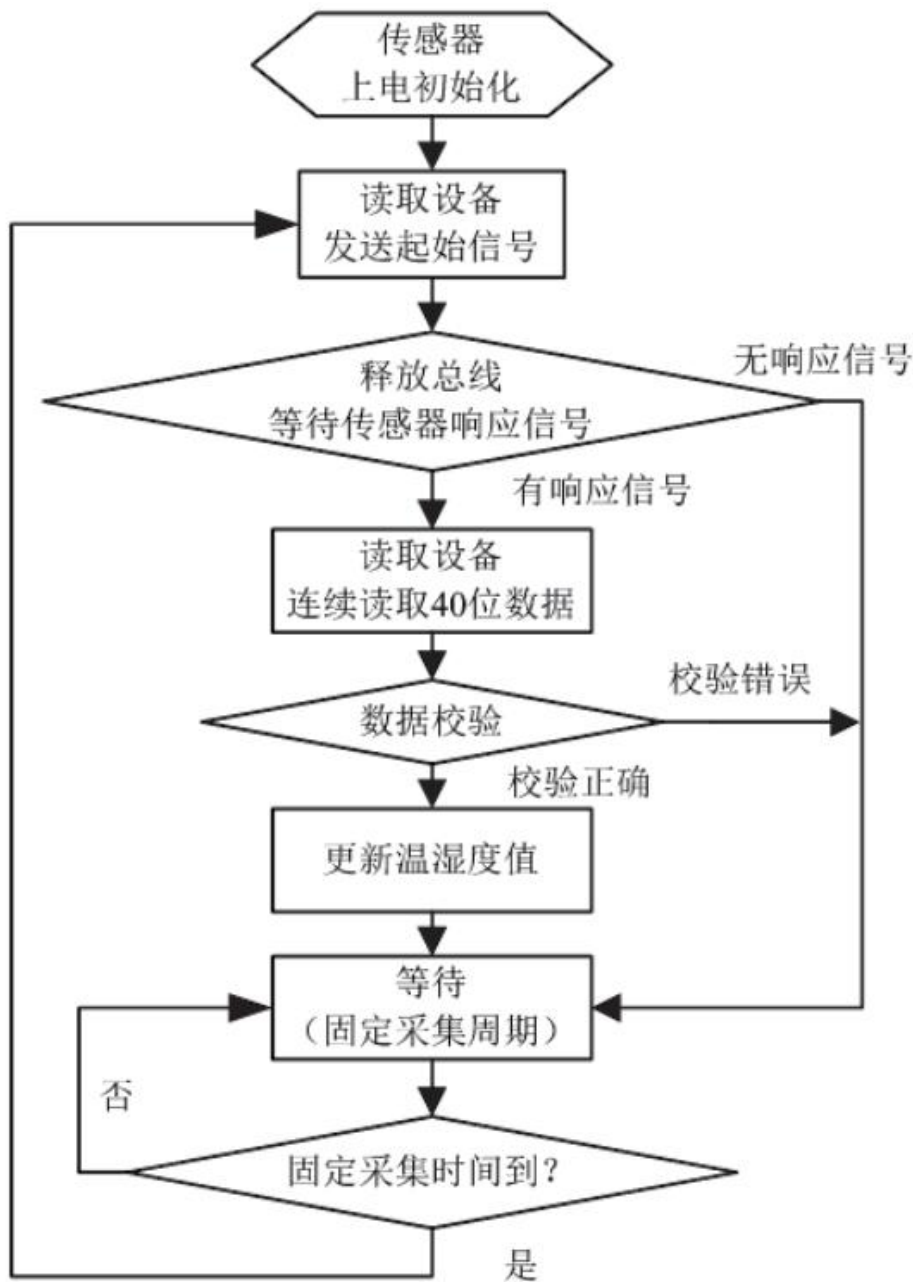 传感器
上电初始化
读取设备
发送起始信号
释放总线
等待传感器响应信号
无响应信号
有响应信号
读取设备
连续读取40位数据
数据校验
校验错误
校验正确
更新温湿度值
等待
（固定采集周期）
否
固定采集时间到？
是